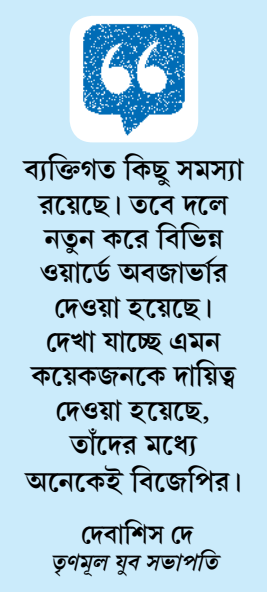 ব্যক্তিগত কিছু সমস্যা
রয়েছে। তবে দলে
নতুন করে বিভিন্ন
ওয়ার্ডে অবজার্ভার
দেওয়া হয়েছে।
দেখা যাচ্ছে এমন
কয়েকজনকে দায়িত্ব
দেওয়া হয়েছে,
তাঁদের মধ্যে
অনেকেই বিজেপির।
দেবাশিস দে
তৃণমূল যুব সভাপতি